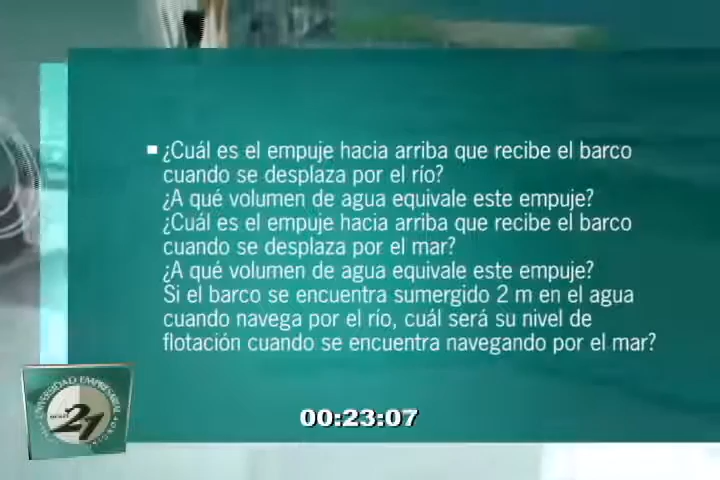 ¿Cuál es el empuje hacia arriba que recibe el barco
cuando se desplaza por el río?
¿A qué volumen de agua equivale este empuje?
¿Cuál es el empuje hacia arriba que recibe el barco
cuando se desplaza por el mar?
¿A qué volumen de agua equivale este empuje?
Si el barco se encuentra sumergido 2 m en el agua
cuando navega por el río, cuál será su nivel de
flotación cuando se encuentra navegando por el mar?
UNIVERSIDAD EMPRESARIAL
21
00:23:07